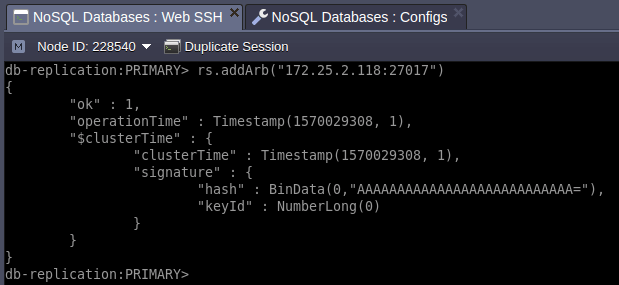 NoSQL Databases : Web SSH × NoSQL Databases : Configs ×
M Node ID: 228540 Duplicate Session
db-replication:PRIMARY> rs.addArb("172.25.2.118:27017")
{
"ok" : 1,
"operationTime" : Timestamp(1570029308, 1),
"$clusterTime" : {
"clusterTime" : Timestamp(1570029308, 1),
"signature" : {
"hash" : BinData(0,"AAAAAAAAAAAAAAAAAAAAAAAAAAA="),
"keyId" : NumberLong(0)
}
}
}
db-replication:PRIMARY>